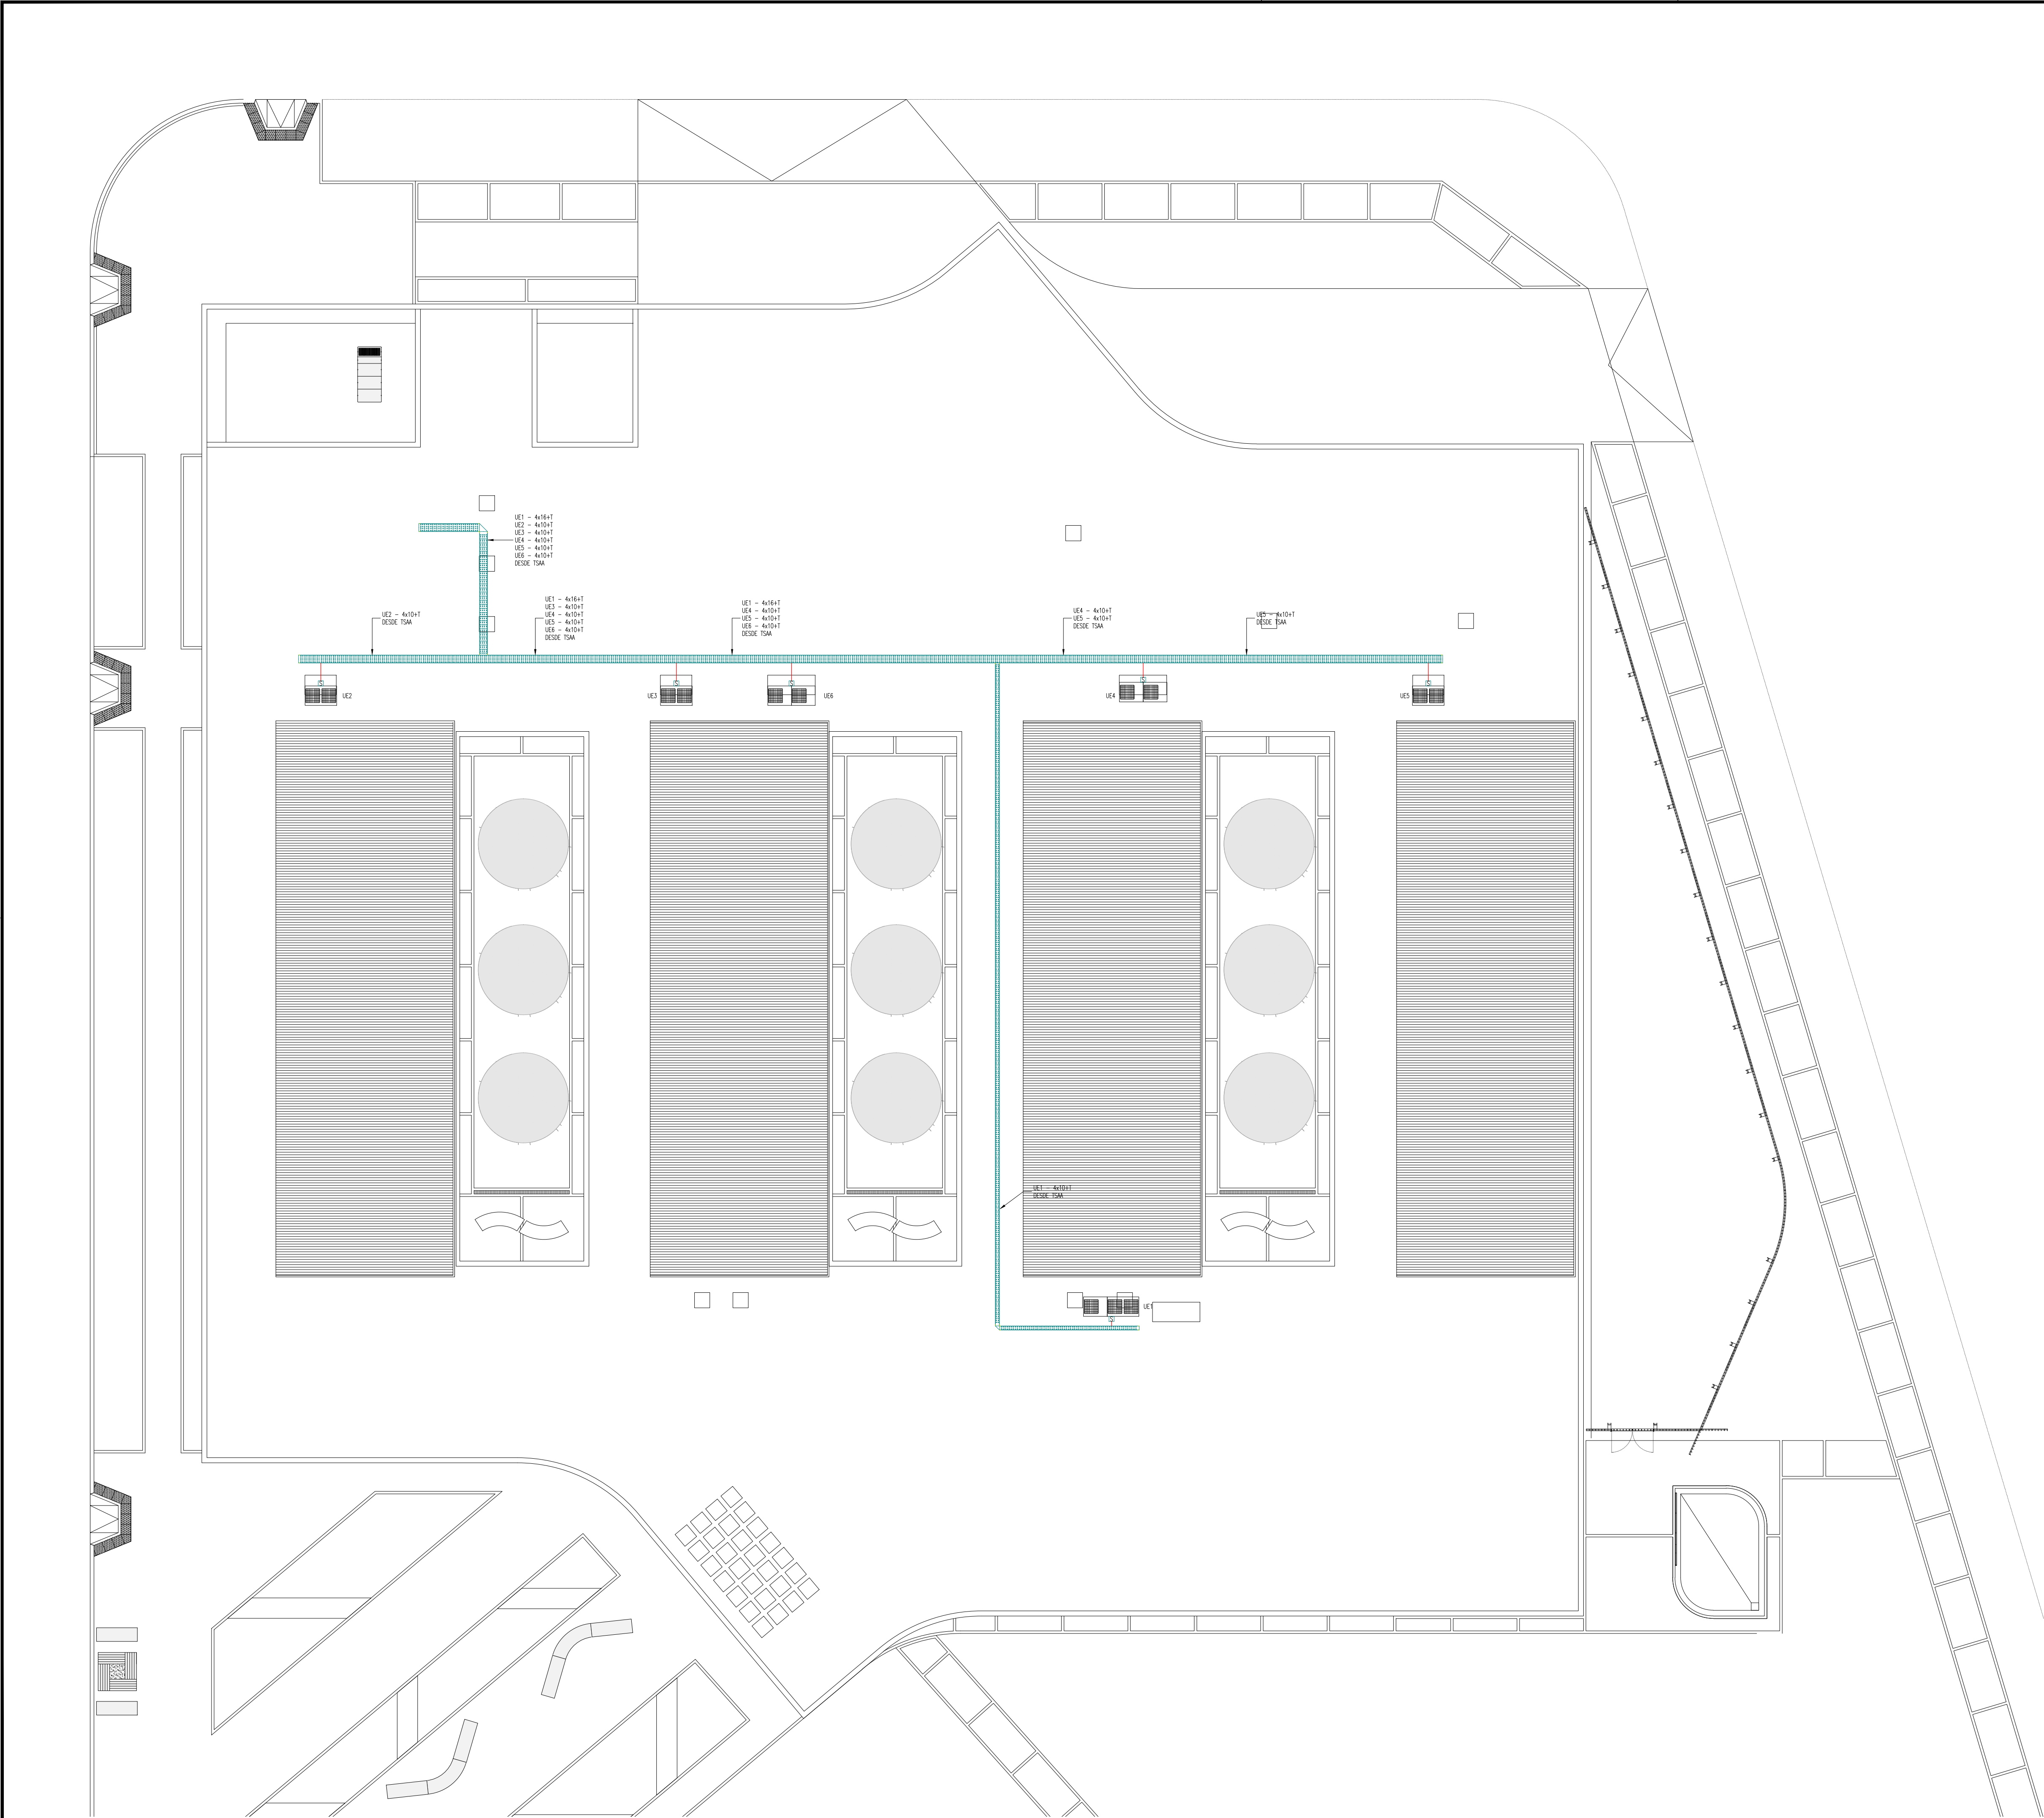 UE1 - 4x16+T
UE2 - 4x10+T
UE3 - 4x10+T
UE4 - 4x10+T
UE5 - 4x10+T
UE6 - 4x10+T
DESDE TSAA
UE2 - 4x10+T
DESDE TSAA
UE1 - 4x16+T
UE3 - 4x10+T
UE4 - 4x10+T
UE5 - 4x10+T
UE6 - 4x10+T
DESDE TSAA
UE1 - 4x16+T
UE4 - 4x10+T
UE5 - 4x10+T
UE6 - 4x10+T
DESDE TSAA
UE4 - 4x10+T
UE5 - 4x10+T
DESDE TSAA
UE5 - 4x10+T
DESDE TSAA
S
UE2
S
UE3
S
UE6
S
UE4
S
UE5
UE1 - 4x10+T
DESDE TSAA
UE1
S